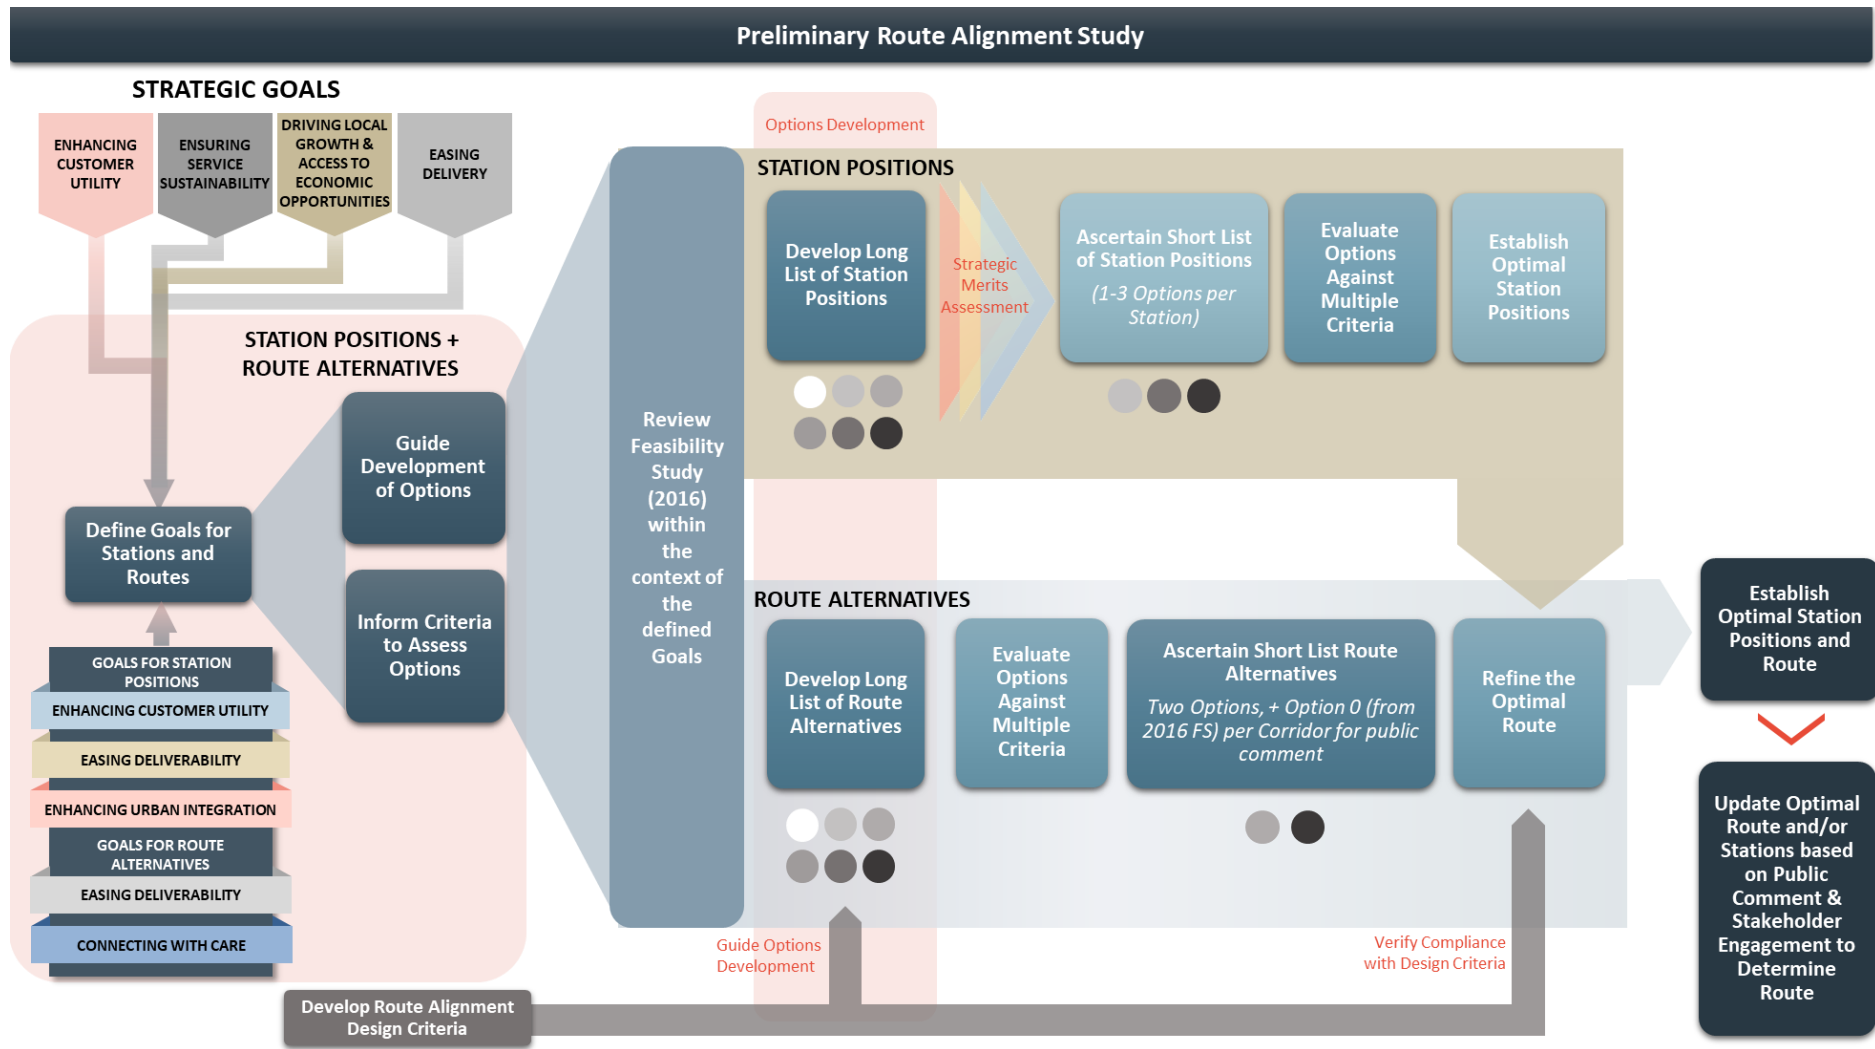 Preliminary Route Alignment Study
STRATEGIC GOALS
ENHANCING
CUSTOMER
UTILITY
ENSURING
SERVICE
SUSTAINABILITY
DRIVING LOCAL
GROWTH &
ACCESS TO
ECONOMIC
OPPORTUNITIES
EASING
DELIVERY
STATION POSITIONS +
ROUTE ALTERNATIVES
Define Goals for
Stations and
Routes
Guide
Development
of Options
Inform Criteria
to Assess
Options
GOALS FOR STATION
POSITIONS
ENHANCING CUSTOMER UTILITY
EASING DELIVERABILITY
ENHANCING URBAN INTEGRATION
GOALS FOR ROUTE
ALTERNATIVES
EASING DELIVERABILITY
CONNECTING WITH CARE
Review
Feasibility
Study
(2016)
within
the
context of
the
defined
Goals
Options Development
STATION POSITIONS
Develop Long
List of Station
Positions
Strategic
Merits
Assessment
Ascertain Short List
of Station Positions
(1-3 Options per
Station)
Evaluate
Options
Against
Multiple
Criteria
Establish
Optimal
Station
Positions
ROUTE ALTERNATIVES
Develop Long
List of Route
Alternatives
Evaluate
Options
Against
Multiple
Criteria
Ascertain Short List Route
Alternatives
Two Options, + Option 0 (from
2016 FS) per Corridor for public
comment
Refine the
Optimal
Route
Guide Options
Development
Verify Compliance
with Design Criteria
Develop Route Alignment
Design Criteria
Establish
Optimal Station
Positions and
Route
Update Optimal
Route and/or
Stations based
on Public
Comment &
Stakeholder
Engagement to
Determine
Route